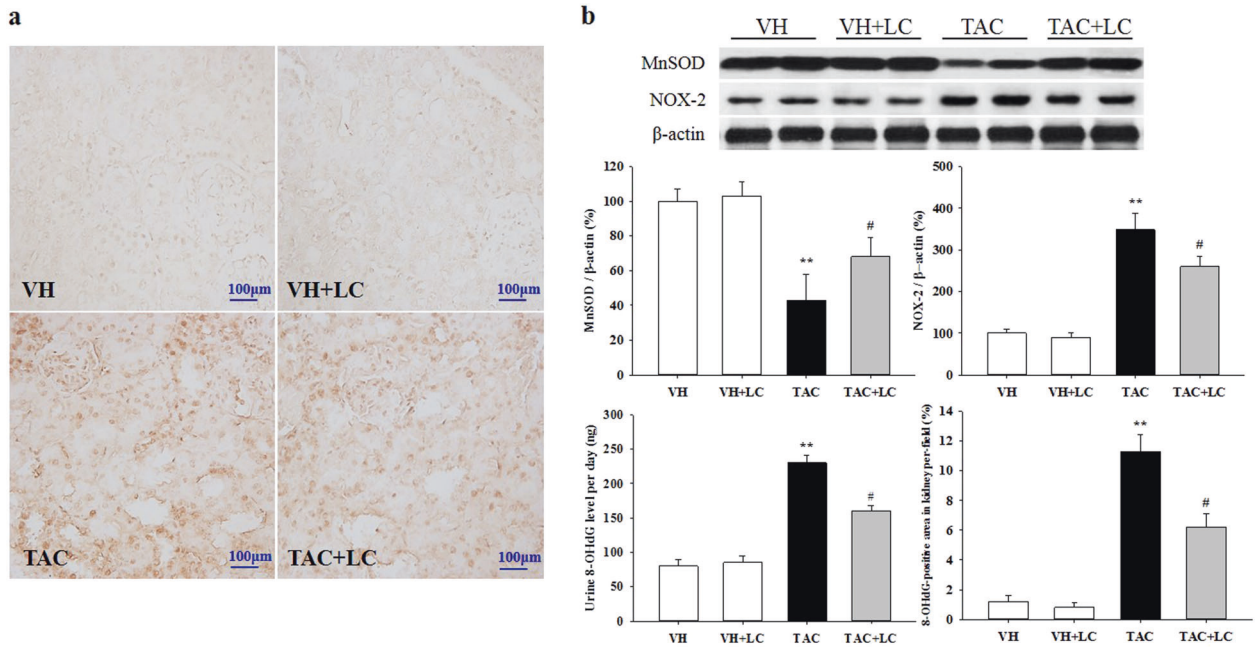 a
VH
100μm
VH+LC
100μm
TAC
100μm
TAC+LC
100μm
b
VH VH+LC TAC TAC+LC
MnSOD
NOX-2
β-actin
MnSOD / β-actin (%)
120
100
80
60
40
20
0
**
#
VH VH+LC TAC TAC+LC
NOX-2 / β-actin (%)
500
400
300
200
100
0
**
#
VH VH+LC TAC TAC+LC
Urine 8-OHdG level per day (ng)
300
250
200
150
100
50
0
**
#
VH VH+LC TAC TAC+LC
8-OHdG-positive area in kidney per-field (%)
14
12
10
8
6
4
2
0
**
#
VH VH+LC TAC TAC+LC